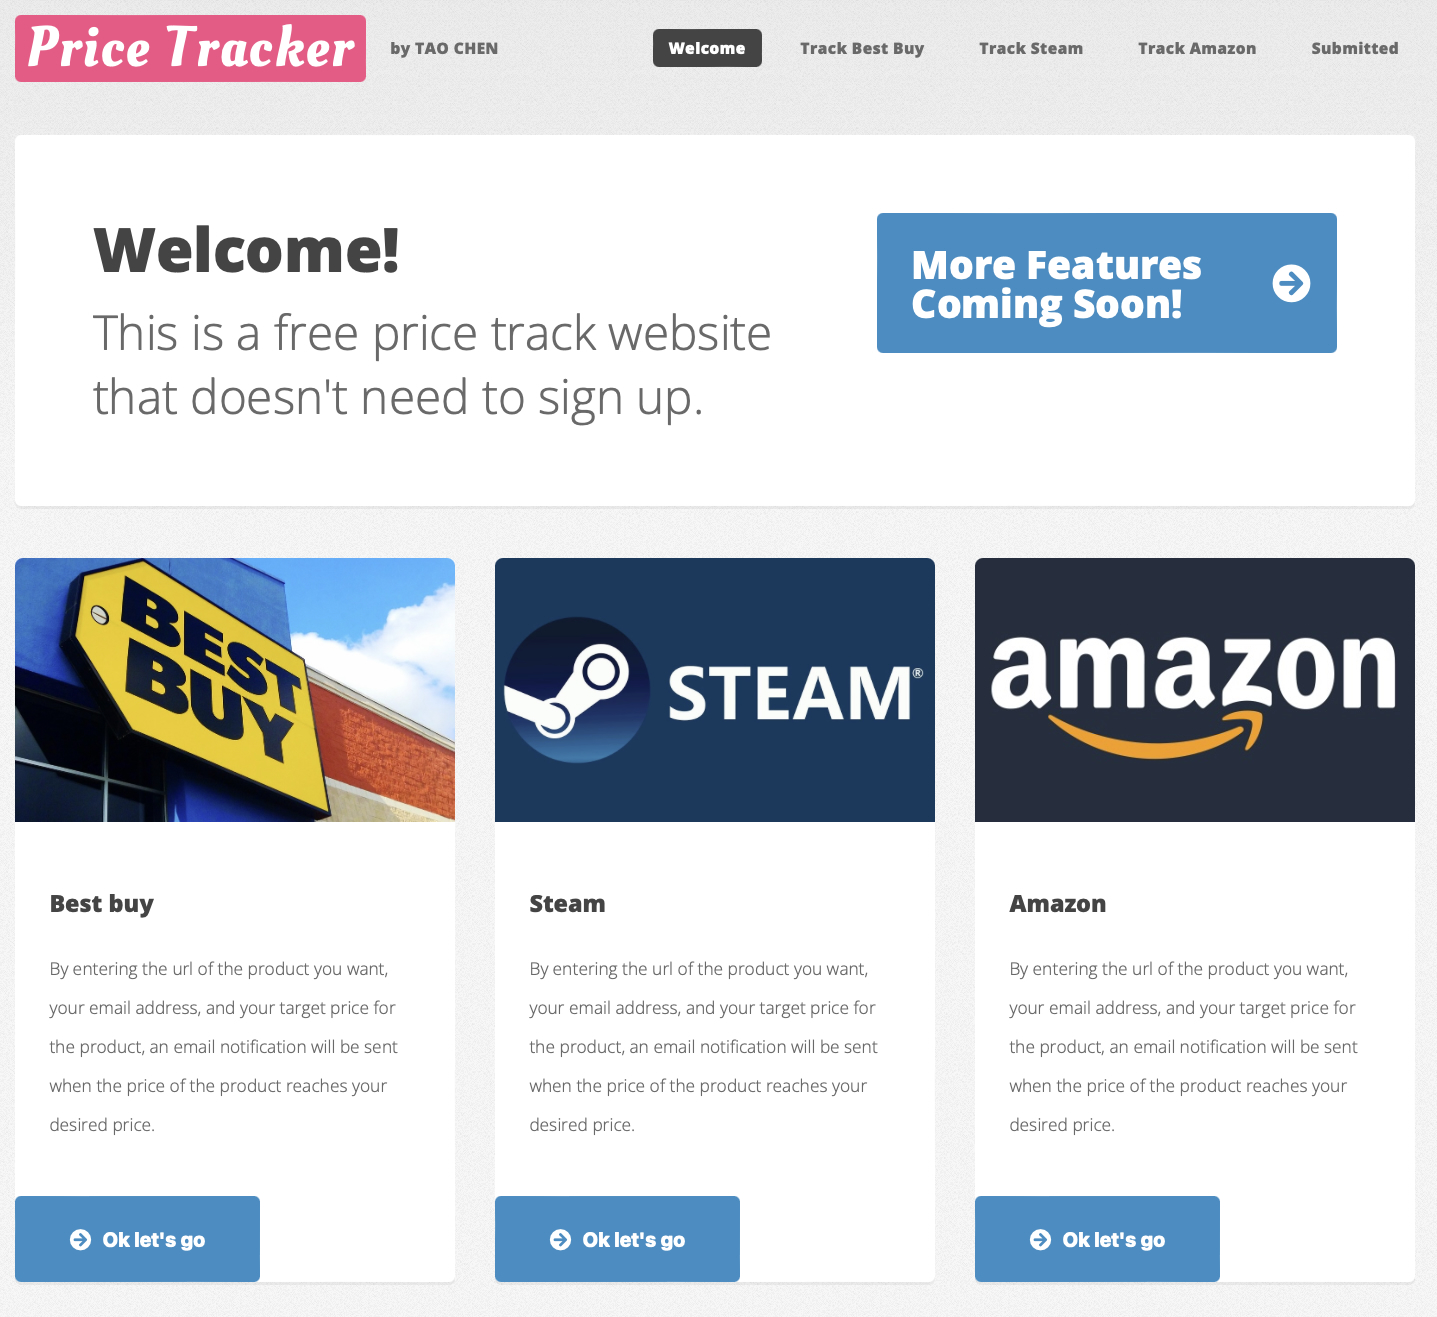 Price Tracker by TAO CHEN Welcome Track Best Buy Track Steam Track Amazon Submitted
Welcome!
This is a free price track website
that doesn't need to sign up.
More Features
Coming Soon!
BEST
BUY
STEAM®
amazon
Best buy
By entering the url of the product you want,
your email address, and your target price for
the product, an email notification will be sent
when the price of the product reaches your
desired price.
Ok let's go
Steam
By entering the url of the product you want,
your email address, and your target price for
the product, an email notification will be sent
when the price of the product reaches your
desired price.
Ok let's go
Amazon
By entering the url of the product you want,
your email address, and your target price for
the product, an email notification will be sent
when the price of the product reaches your
desired price.
Ok let's go